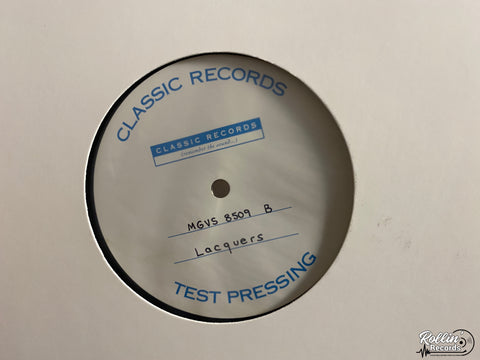 CLASSIC RECORDS
CLASSIC RECORDS
(remember the sound...)
MGVS 8509 B
Lacquers
TEST PRESSING
Rollin' Records